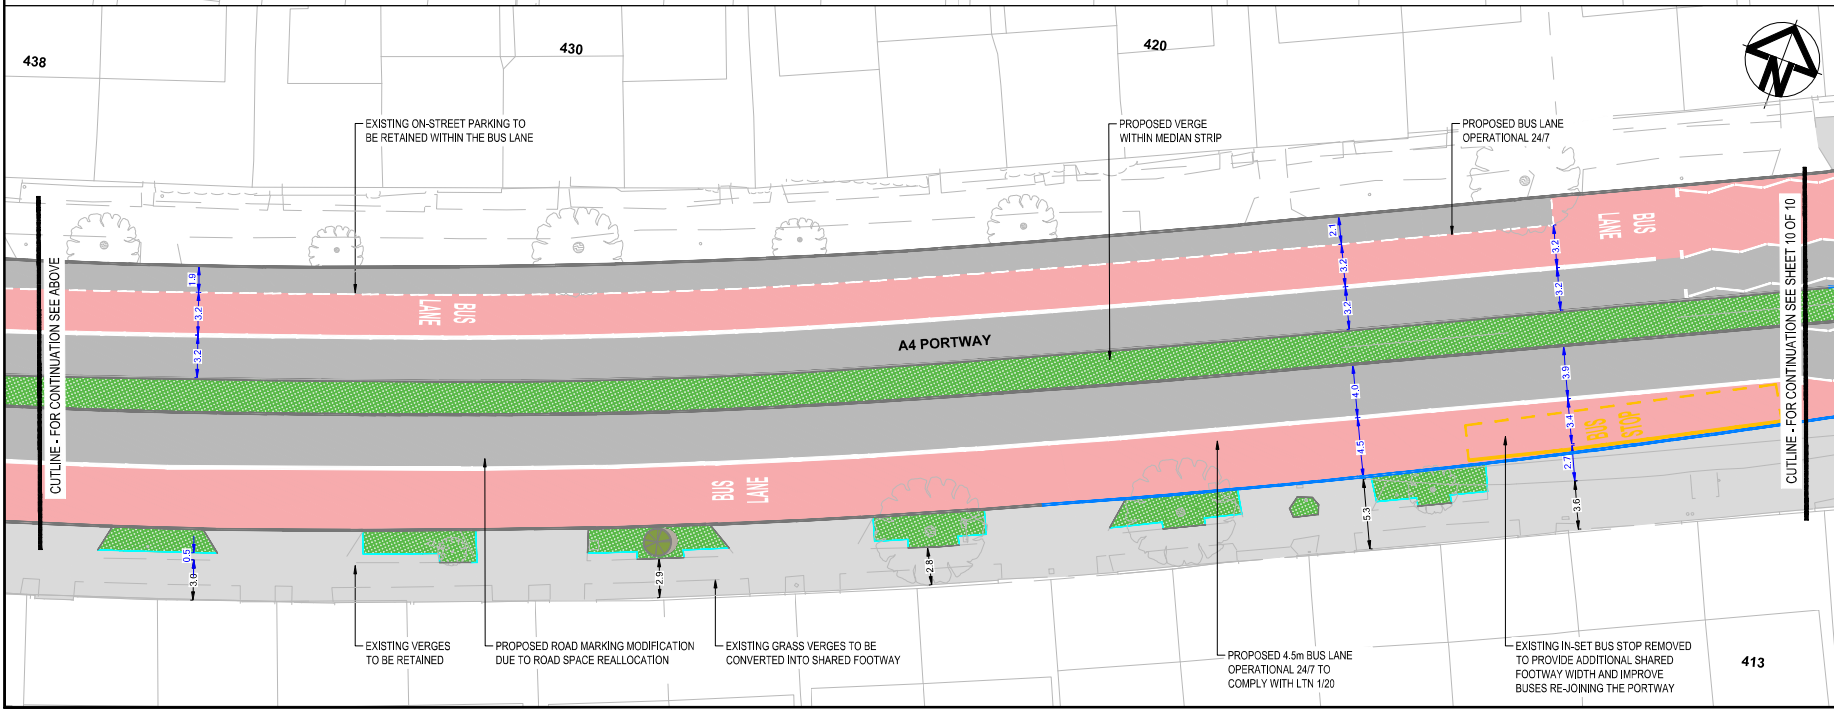 438
430
420
N
EXISTING ON-STREET PARKING TO
BE RETAINED WITHIN THE BUS LANE
PROPOSED VERGE
WITHIN MEDIAN STRIP
PROPOSED BUS LANE
OPERATIONAL 24/7
CUTLINE - FOR CONTINUATION SEE ABOVE
CUTLINE - FOR CONTINUATION SEE SHEET 10 OF 10
1.9
3.2
3.2
BUS
LANE
A4 PORTWAY
2.1
3.2
3.2
3.2
3.2
BUS
LANE
4.0
4.5
5.3
3.9
3.4
2.7
3.6
BUS
STOP
BUS
LANE
0.5
3.0
2.9
2.8
EXISTING VERGES
TO BE RETAINED
PROPOSED ROAD MARKING MODIFICATION
DUE TO ROAD SPACE REALLOCATION
EXISTING GRASS VERGES TO BE
CONVERTED INTO SHARED FOOTWAY
PROPOSED 4.5m BUS LANE
OPERATIONAL 24/7 TO
COMPLY WITH LTN 1/20
EXISTING IN-SET BUS STOP REMOVED
TO PROVIDE ADDITIONAL SHARED
FOOTWAY WIDTH AND IMPROVE
BUSES RE-JOINING THE PORTWAY
413